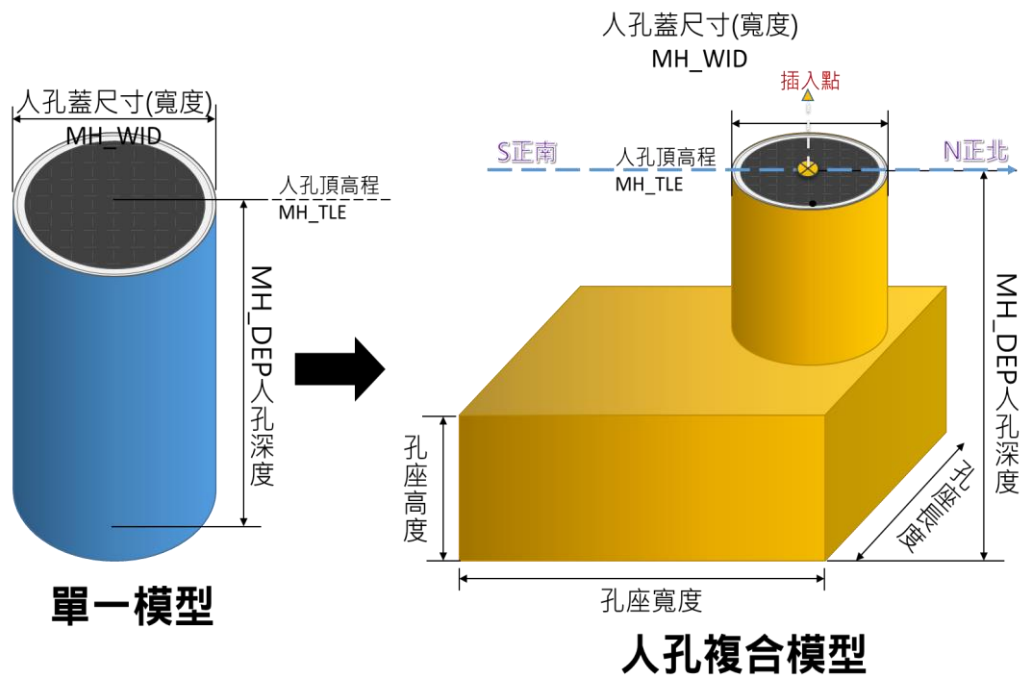 人孔蓋尺寸(寬度)
MH_WID
人孔頂高程
MH_TLE
MH_DEP人孔深度
單一模型
人孔蓋尺寸(寬度)
MH_WID
插入點
S正南
人孔頂高程
MH_TLE
N正北
MH_DEP人孔深度
孔座高度
孔座長度
孔座寬度
人孔複合模型